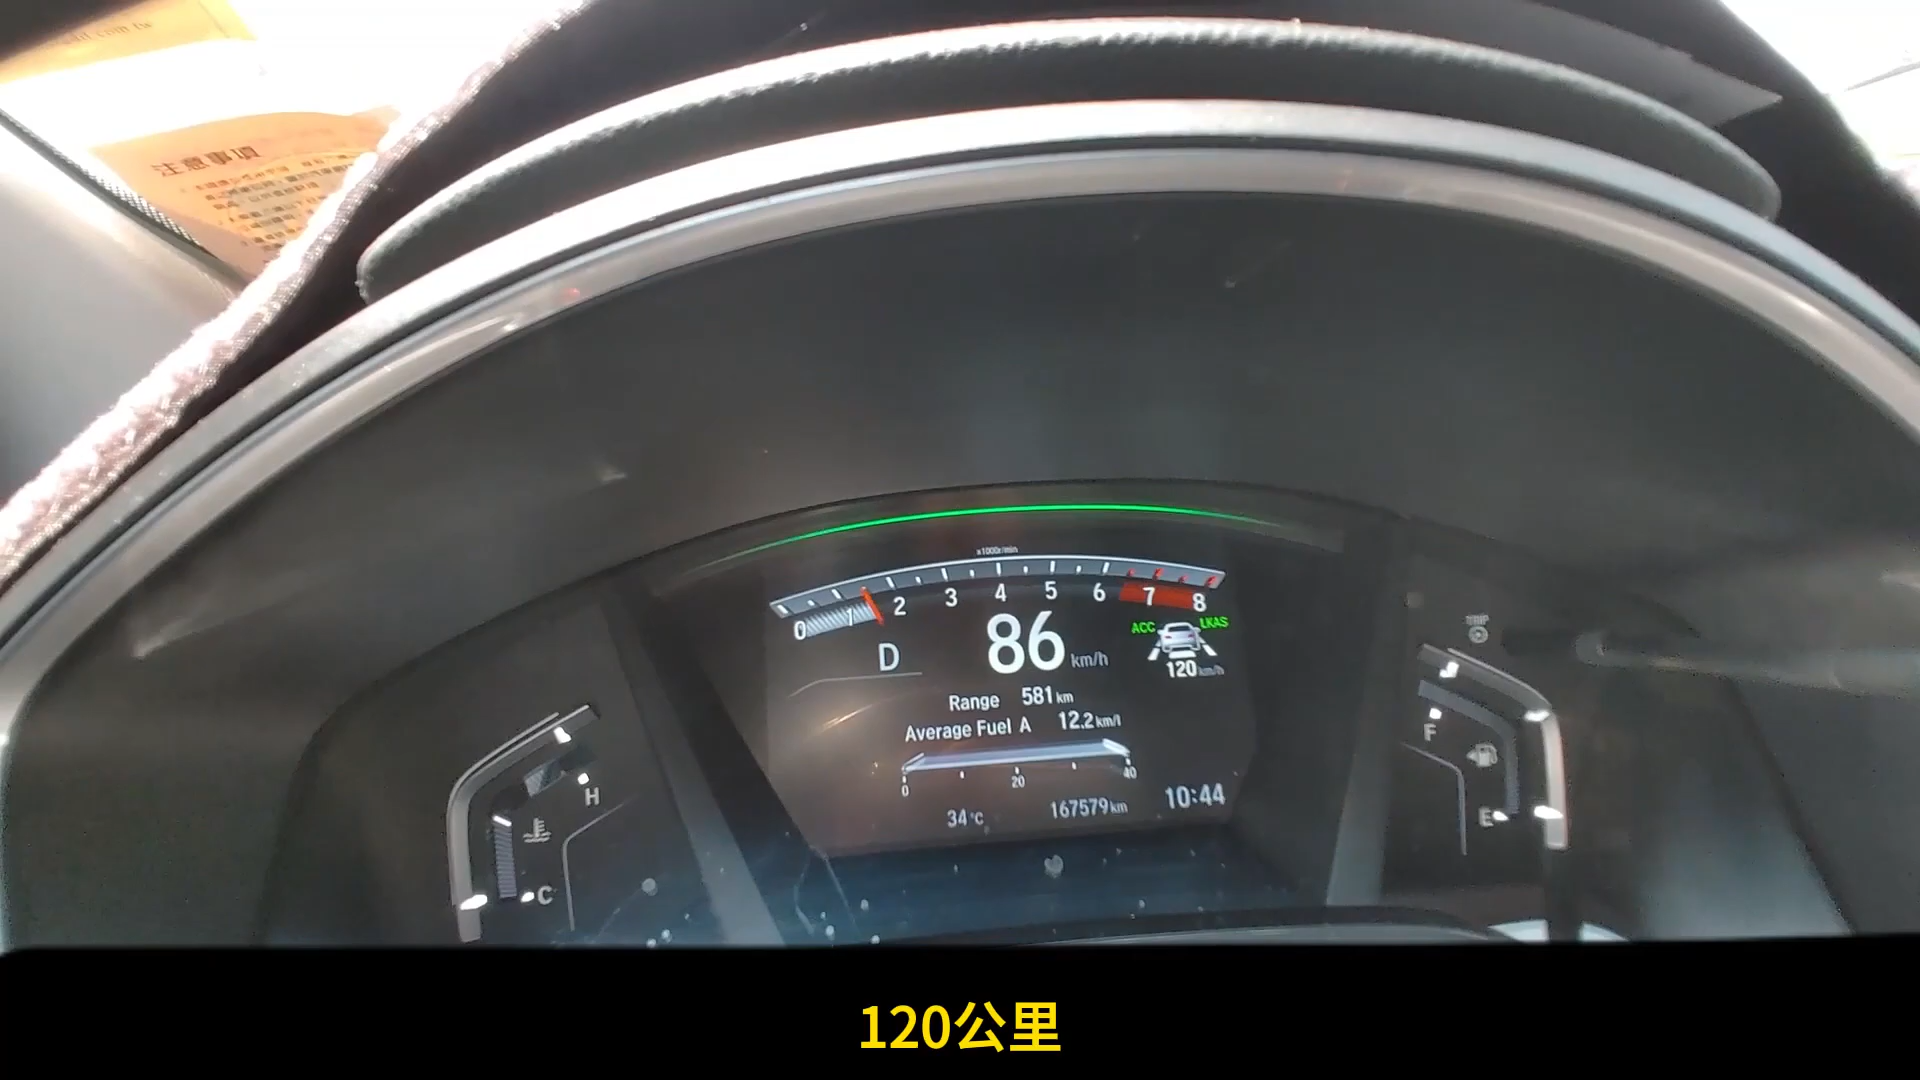 注意事項
x1000r/min
0 1 2 3 4 5 6 7 8
D 86 km/h
ACC LKAS
120 km/h
Range 581 km
Average Fuel A 12.2 km/l
0 20 40
34°C 167579 km 10:44
H
C
TRIP
F
E
120公里